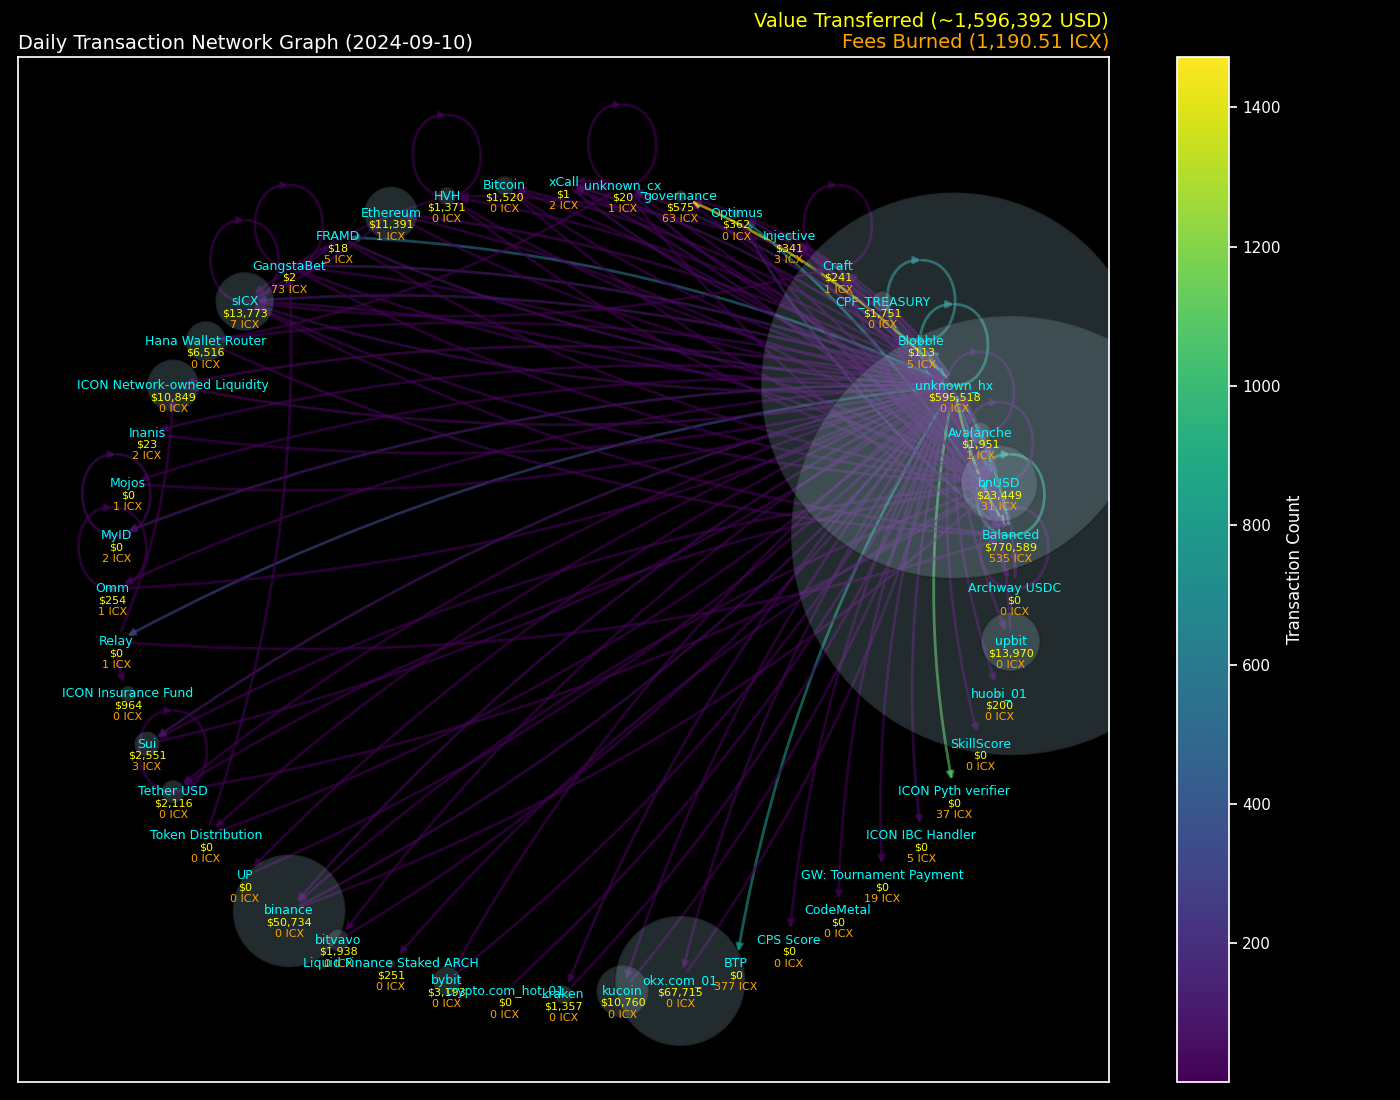 Value Transferred (~1,596,392 USD)
Daily Transaction Network Graph (2024-09-10)
Fees Burned (1,190.51 ICX)
xCall
$1
2 ICX
unknown_cx
$20
1 ICX
Bitcoin
$1,520
0 ICX
HVH
$1,371
0 ICX
governance
$575
63 ICX
Ethereum
$11,391
1 ICX
Optimus
$362
0 ICX
FRAMD
$18
5 ICX
Injective
$341
3 ICX
GangstaBet
$2
73 ICX
Craft
$241
1 ICX
sICX
$13,773
7 ICX
CPF_TREASURY
$1,751
0 ICX
Hana Wallet Router
$6,516
0 ICX
Blobble
$113
5 ICX
ICON Network-owned Liquidity
$10,849
0 ICX
unknown_hx
$595,518
0 ICX
Inanis
$23
2 ICX
Avalanche
$1,951
1 ICX
Mojos
$0
1 ICX
bnUSD
$23,449
31 ICX
MyID
$0
2 ICX
Balanced
$770,589
535 ICX
Omm
$254
1 ICX
Archway USDC
$0
0 ICX
Relay
$0
1 ICX
upbit
$13,970
0 ICX
ICON Insurance Fund
$964
0 ICX
huobi_01
$200
0 ICX
Sui
$2,551
3 ICX
SkillScore
$0
0 ICX
Tether USD
$2,116
0 ICX
ICON Pyth verifier
$0
37 ICX
Token Distribution
$0
0 ICX
ICON IBC Handler
$0
5 ICX
UP
$0
0 ICX
GW: Tournament Payment
$0
19 ICX
binance
$50,734
0 ICX
CodeMetal
$0
0 ICX
bitvavo
$1,938
0 ICX
CPS Score
$0
0 ICX
Liquid Finance Staked ARCH
$251
0 ICX
BTP
$0
377 ICX
bybit
$3,193
0 ICX
okx.com_01
$67,715
0 ICX
crypto.com_hot_01
$0
0 ICX
kraken
$1,357
0 ICX
kucoin
$10,760
0 ICX
1400
1200
1000
800
600
400
200
Transaction Count